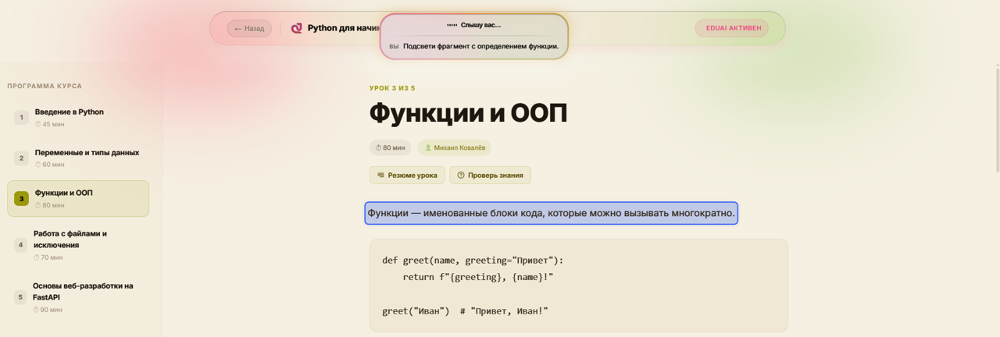 ← Назад
Python для начин
Слышу вас...
ВЫ Подсвети фрагмент с определением функции.
EDUAI АКТИВЕН
ПРОГРАММА КУРСА
1
Введение в Python
45 мин
2
Переменные и типы данных
60 мин
3
Функции и ООП
80 мин
4
Работа с файлами и
исключения
70 мин
5
Основы веб-разработки на
FastAPI
90 мин
УРОК 3 ИЗ 5
Функции и ООП
80 мин
Михаил Ковалёв
Резюме урока
Проверь знания
Функции — именованные блоки кода, которые можно вызывать многократно.
def greet(name, greeting="Привет"):
    return f"{greeting}, {name}!"
greet("Иван")  # "Привет, Иван!"